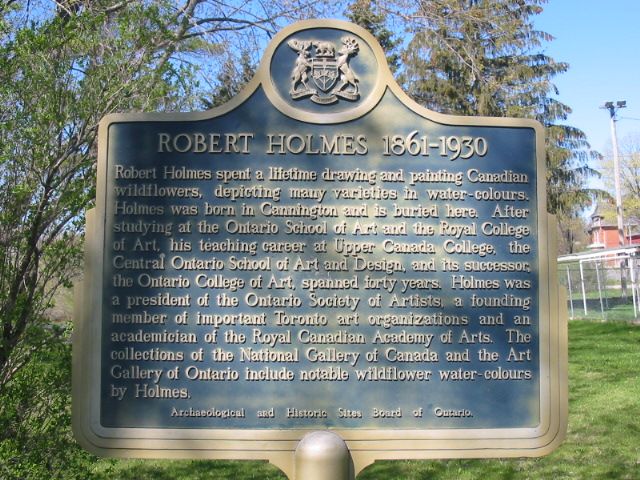 ROBERT HOLMES 1861-1930
Robert Holmes spent a lifetime drawing and painting Canadian
wildflowers, depicting many varieties in water-colours.
Holmes was born in Cannington and is buried here. After
studying at the Ontario School of Art and the Royal College
of Art, his teaching career at Upper Canada College, the
Central Ontario School of Art and Design, and its successor,
the Ontario College of Art, spanned forty years. Holmes was
a president of the Ontario Society of Artists, a founding
member of important Toronto art organizations and an
academician of the Royal Canadian Academy of Arts. The
collections of the National Gallery of Canada and the Art
Gallery of Ontario include notable wildflower water-colours
by Holmes.
Archaeological and Historic Sites Board of Ontario.